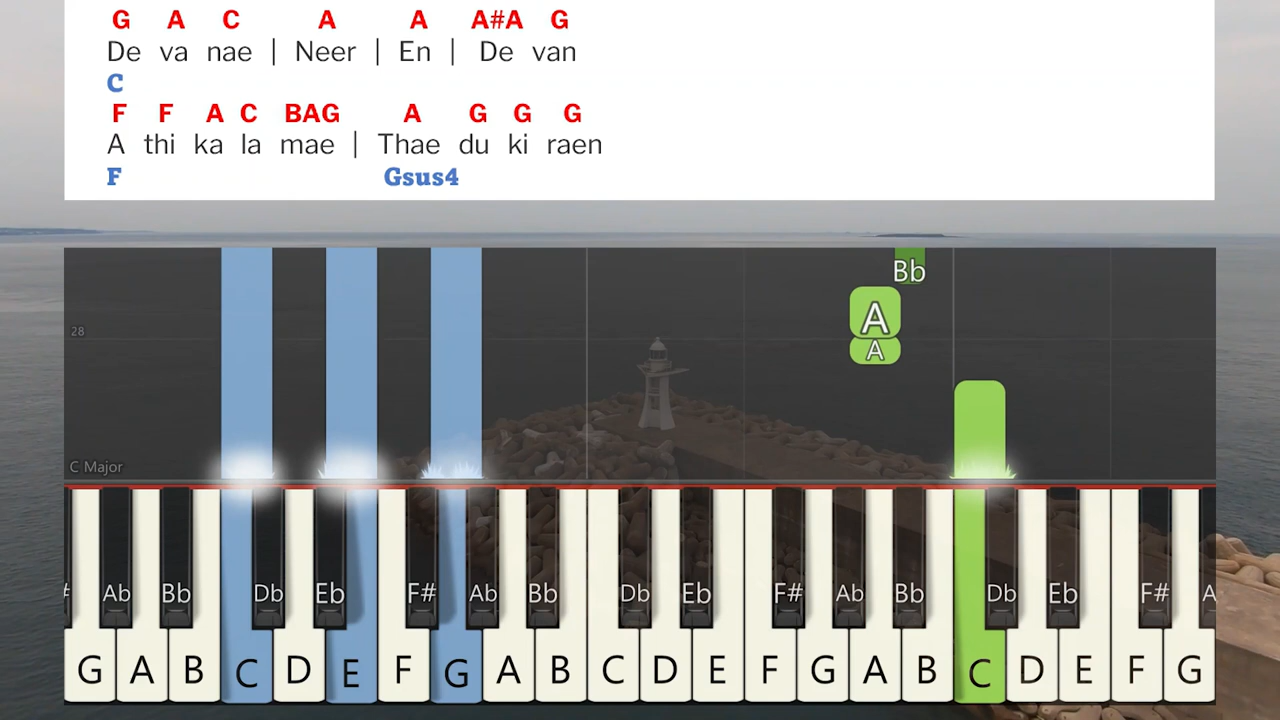 G A C A A A#A G
De va nae | Neer | En | De van
C
F F A C BAG A G G G
A thi ka la mae | Thae du ki raen
F Gsus4
Bb
A
28
A
C Major
# Ab Bb Db Eb F# Ab Bb Db Eb F# Ab Bb Db Eb F# A
G A B C D E F G A B C D E F G A B C D E F G